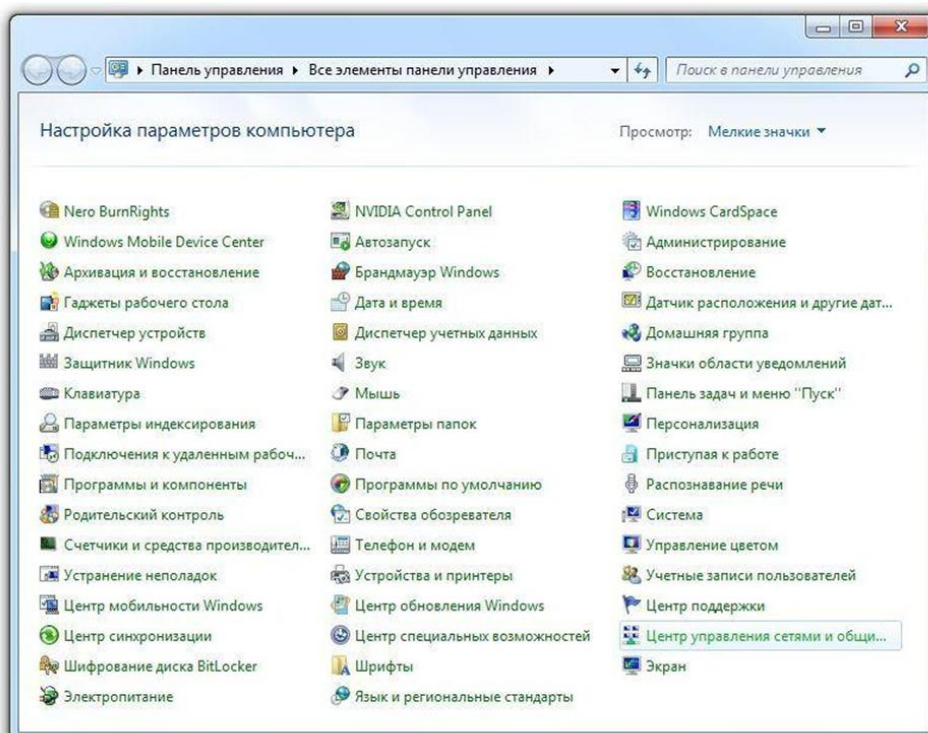 Панель управления
Все элементы панели управления
Поиск в панели управления
Настройка параметров компьютера
Просмотр: Мелкие значки
Nero BurnRights
NVIDIA Control Panel
Windows CardSpace
Windows Mobile Device Center
Автозапуск
Администрирование
Архивация и восстановление
Брандмауэр Windows
Восстановление
Гаджеты рабочего стола
Дата и время
Датчик расположения и другие дат...
Диспетчер устройств
Диспетчер учетных данных
Домашняя группа
Защитник Windows
Звук
Значки области уведомлений
Клавиатура
Мышь
Панель задач и меню "Пуск"
Параметры индексирования
Параметры папок
Персонализация
Подключения к удаленным рабоч...
Почта
Приступая к работе
Программы и компоненты
Программы по умолчанию
Распознавание речи
Родительский контроль
Свойства обозревателя
Система
Счетчики и средства производител...
Телефон и модем
Управление цветом
Устранение неполадок
Устройства и принтеры
Учетные записи пользователей
Центр мобильности Windows
Центр обновления Windows
Центр поддержки
Центр синхронизации
Центр специальных возможностей
Центр управления сетями и общи...
Шифрование диска BitLocker
Шрифты
Экран
Электропитание
Язык и региональные стандарты